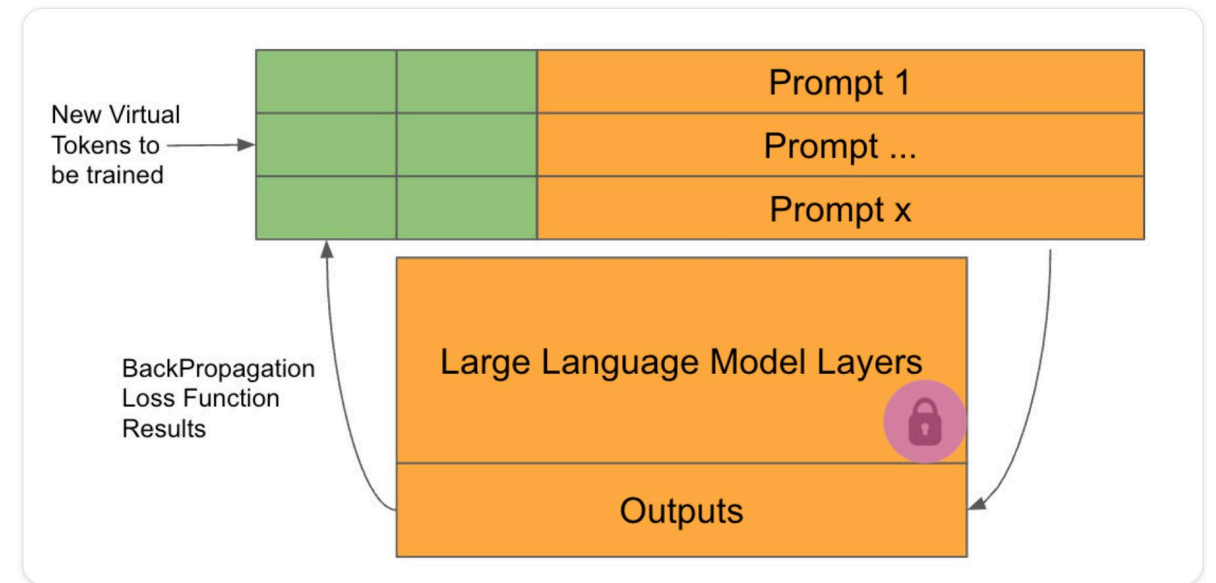 Prompt 1
New Virtual
Tokens to
be trained
Prompt ...
Prompt x
BackPropagation
Loss Function
Results
Large Language Model Layers
Outputs